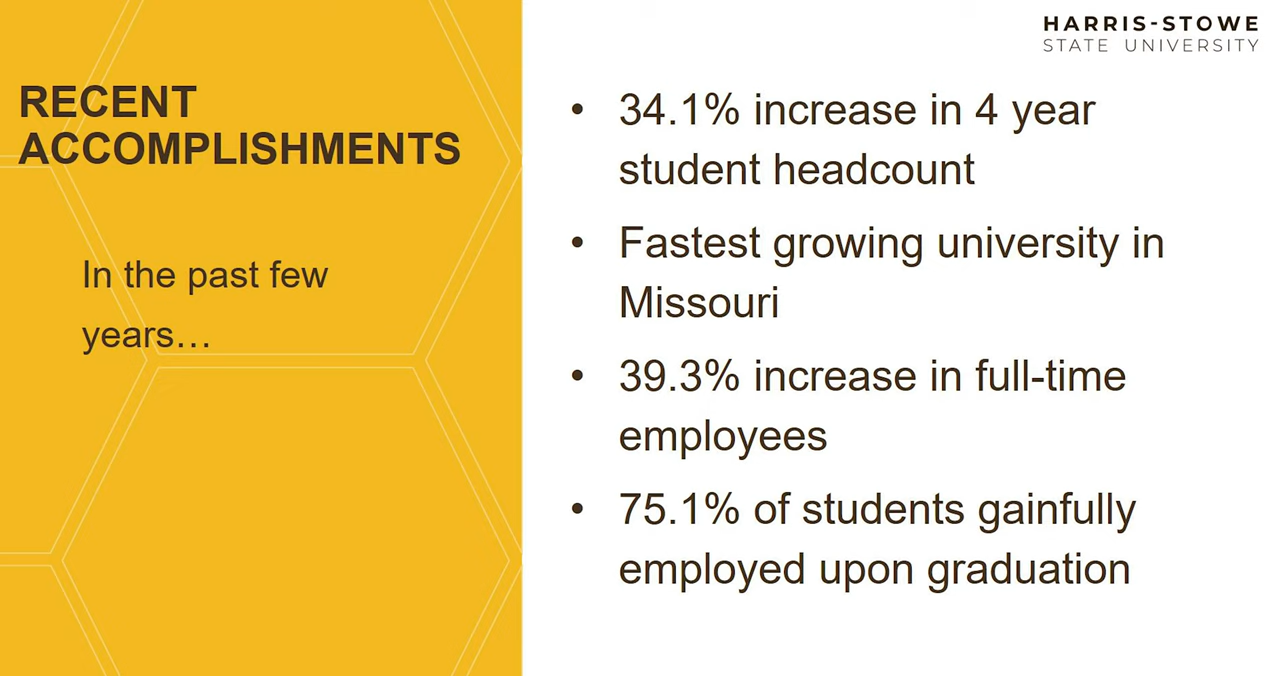 HARRIS-STOWE
STATE UNIVERSITY
RECENT
ACCOMPLISHMENTS
In the past few
years…
• 34.1% increase in 4 year
student headcount
• Fastest growing university in
Missouri
• 39.3% increase in full-time
employees
• 75.1% of students gainfully
employed upon graduation